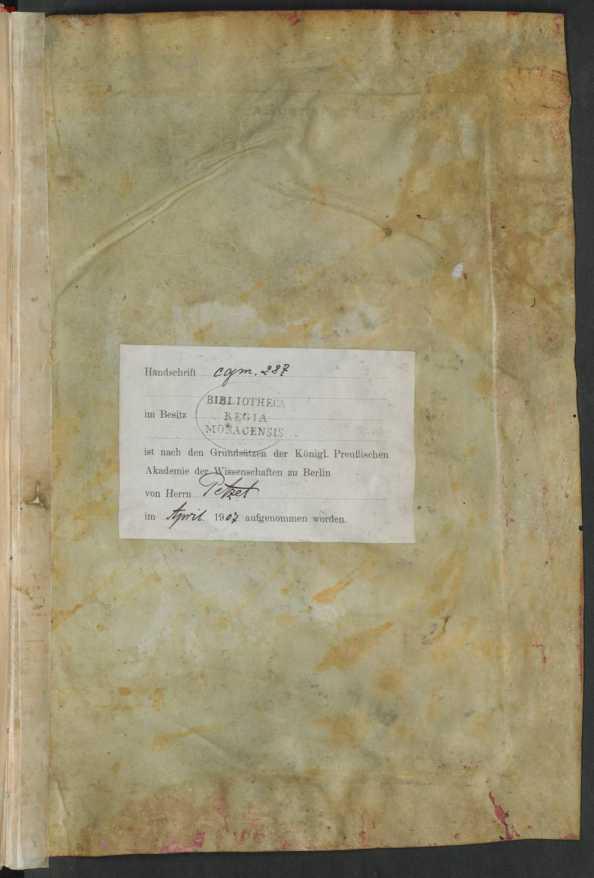 Handschrift cgm. 287
BIBLIOTHECA
im Besitz REGIA
MONACENSIS
ist nach den Grundsätzen der Königl. Preußischen
Akademie der Wissenschaften zu Berlin
von Herrn Petzet
im April 1907 aufgenommen worden.